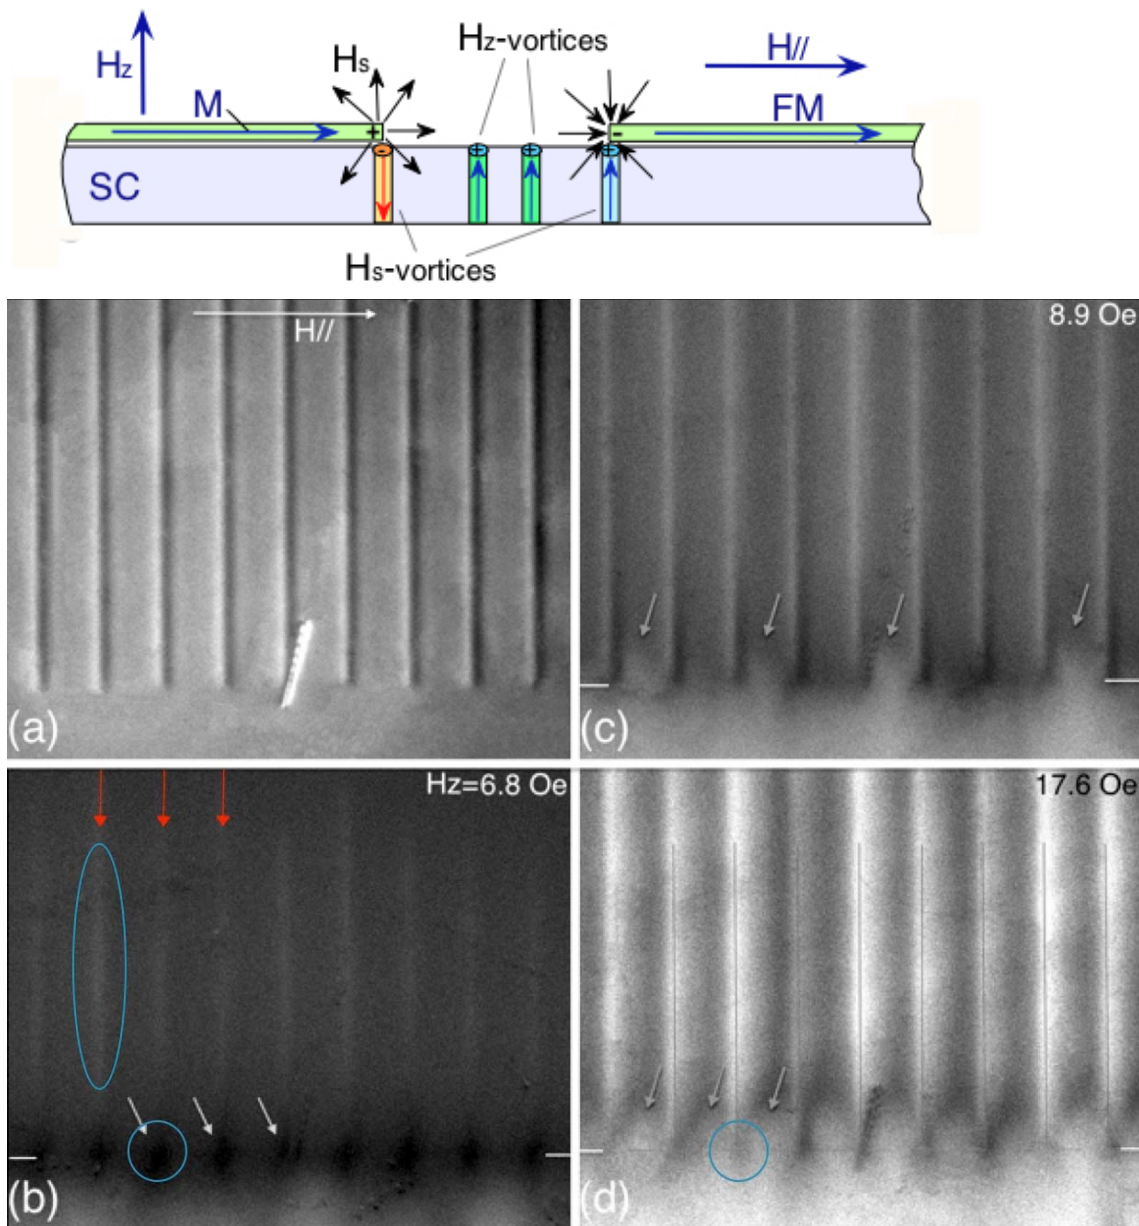 Hz
M
Hs
Hz-vortices
H//
FM
+
-
-
+
+
+
SC
Hs-vortices
H//
8.9 Oe
(a)
(c)
Hz=6.8 Oe
17.6 Oe
(b)
(d)